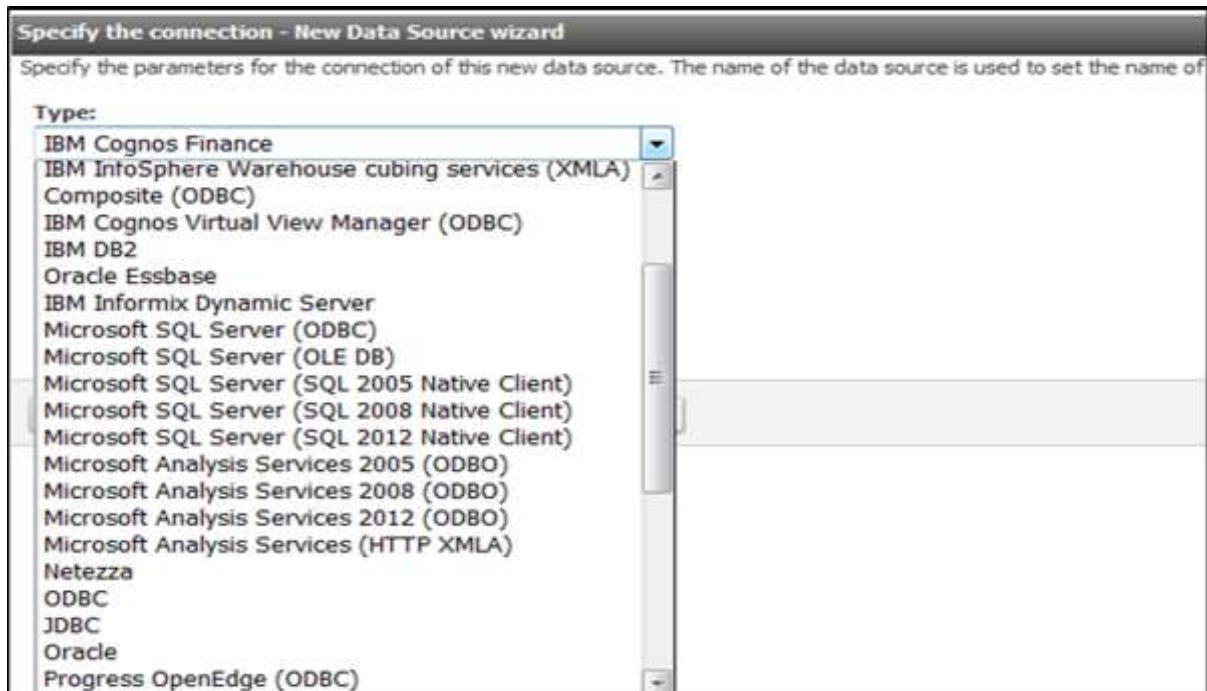 Specify the connection - New Data Source wizard
Specify the parameters for the connection of this new data source. The name of the data source is used to set the name of
Type:
IBM Cognos Finance
IBM InfoSphere Warehouse cubing services (XMLA)
Composite (ODBC)
IBM Cognos Virtual View Manager (ODBC)
IBM DB2
Oracle Essbase
IBM Informix Dynamic Server
Microsoft SQL Server (ODBC)
Microsoft SQL Server (OLE DB)
Microsoft SQL Server (SQL 2005 Native Client)
Microsoft SQL Server (SQL 2008 Native Client)
Microsoft SQL Server (SQL 2012 Native Client)
Microsoft Analysis Services 2005 (ODBO)
Microsoft Analysis Services 2008 (ODBO)
Microsoft Analysis Services 2012 (ODBO)
Microsoft Analysis Services (HTTP XMLA)
Netezza
ODBC
JDBC
Oracle
Progress OpenEdge (ODBC)